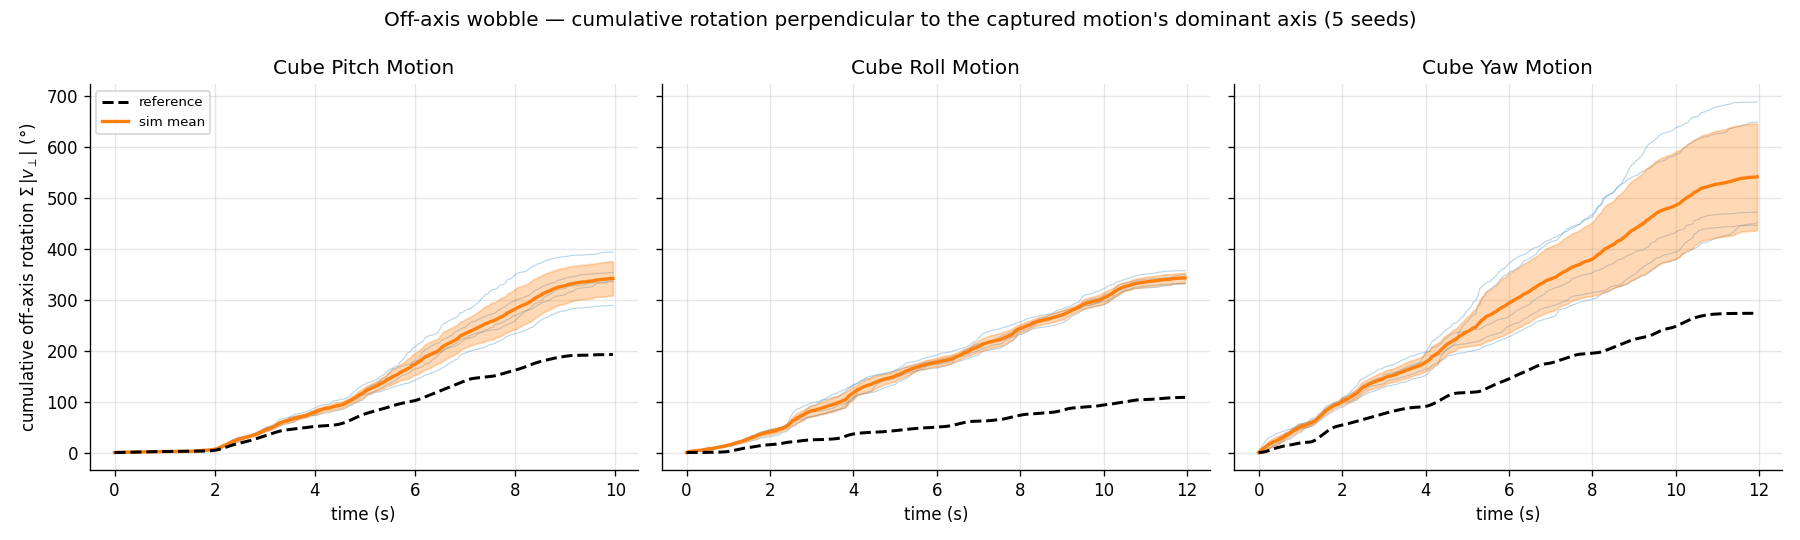 Off-axis wobble — cumulative rotation perpendicular to the captured motion's dominant axis (5 seeds)
Cube Pitch Motion
Cube Roll Motion
Cube Yaw Motion
cumulative off-axis rotation Σ |v⊥| (°)
700
600
500
400
300
200
100
0
reference
sim mean
0 2 4 6 8 10
0 2 4 6 8 10 12
0 2 4 6 8 10 12
time (s)
time (s)
time (s)